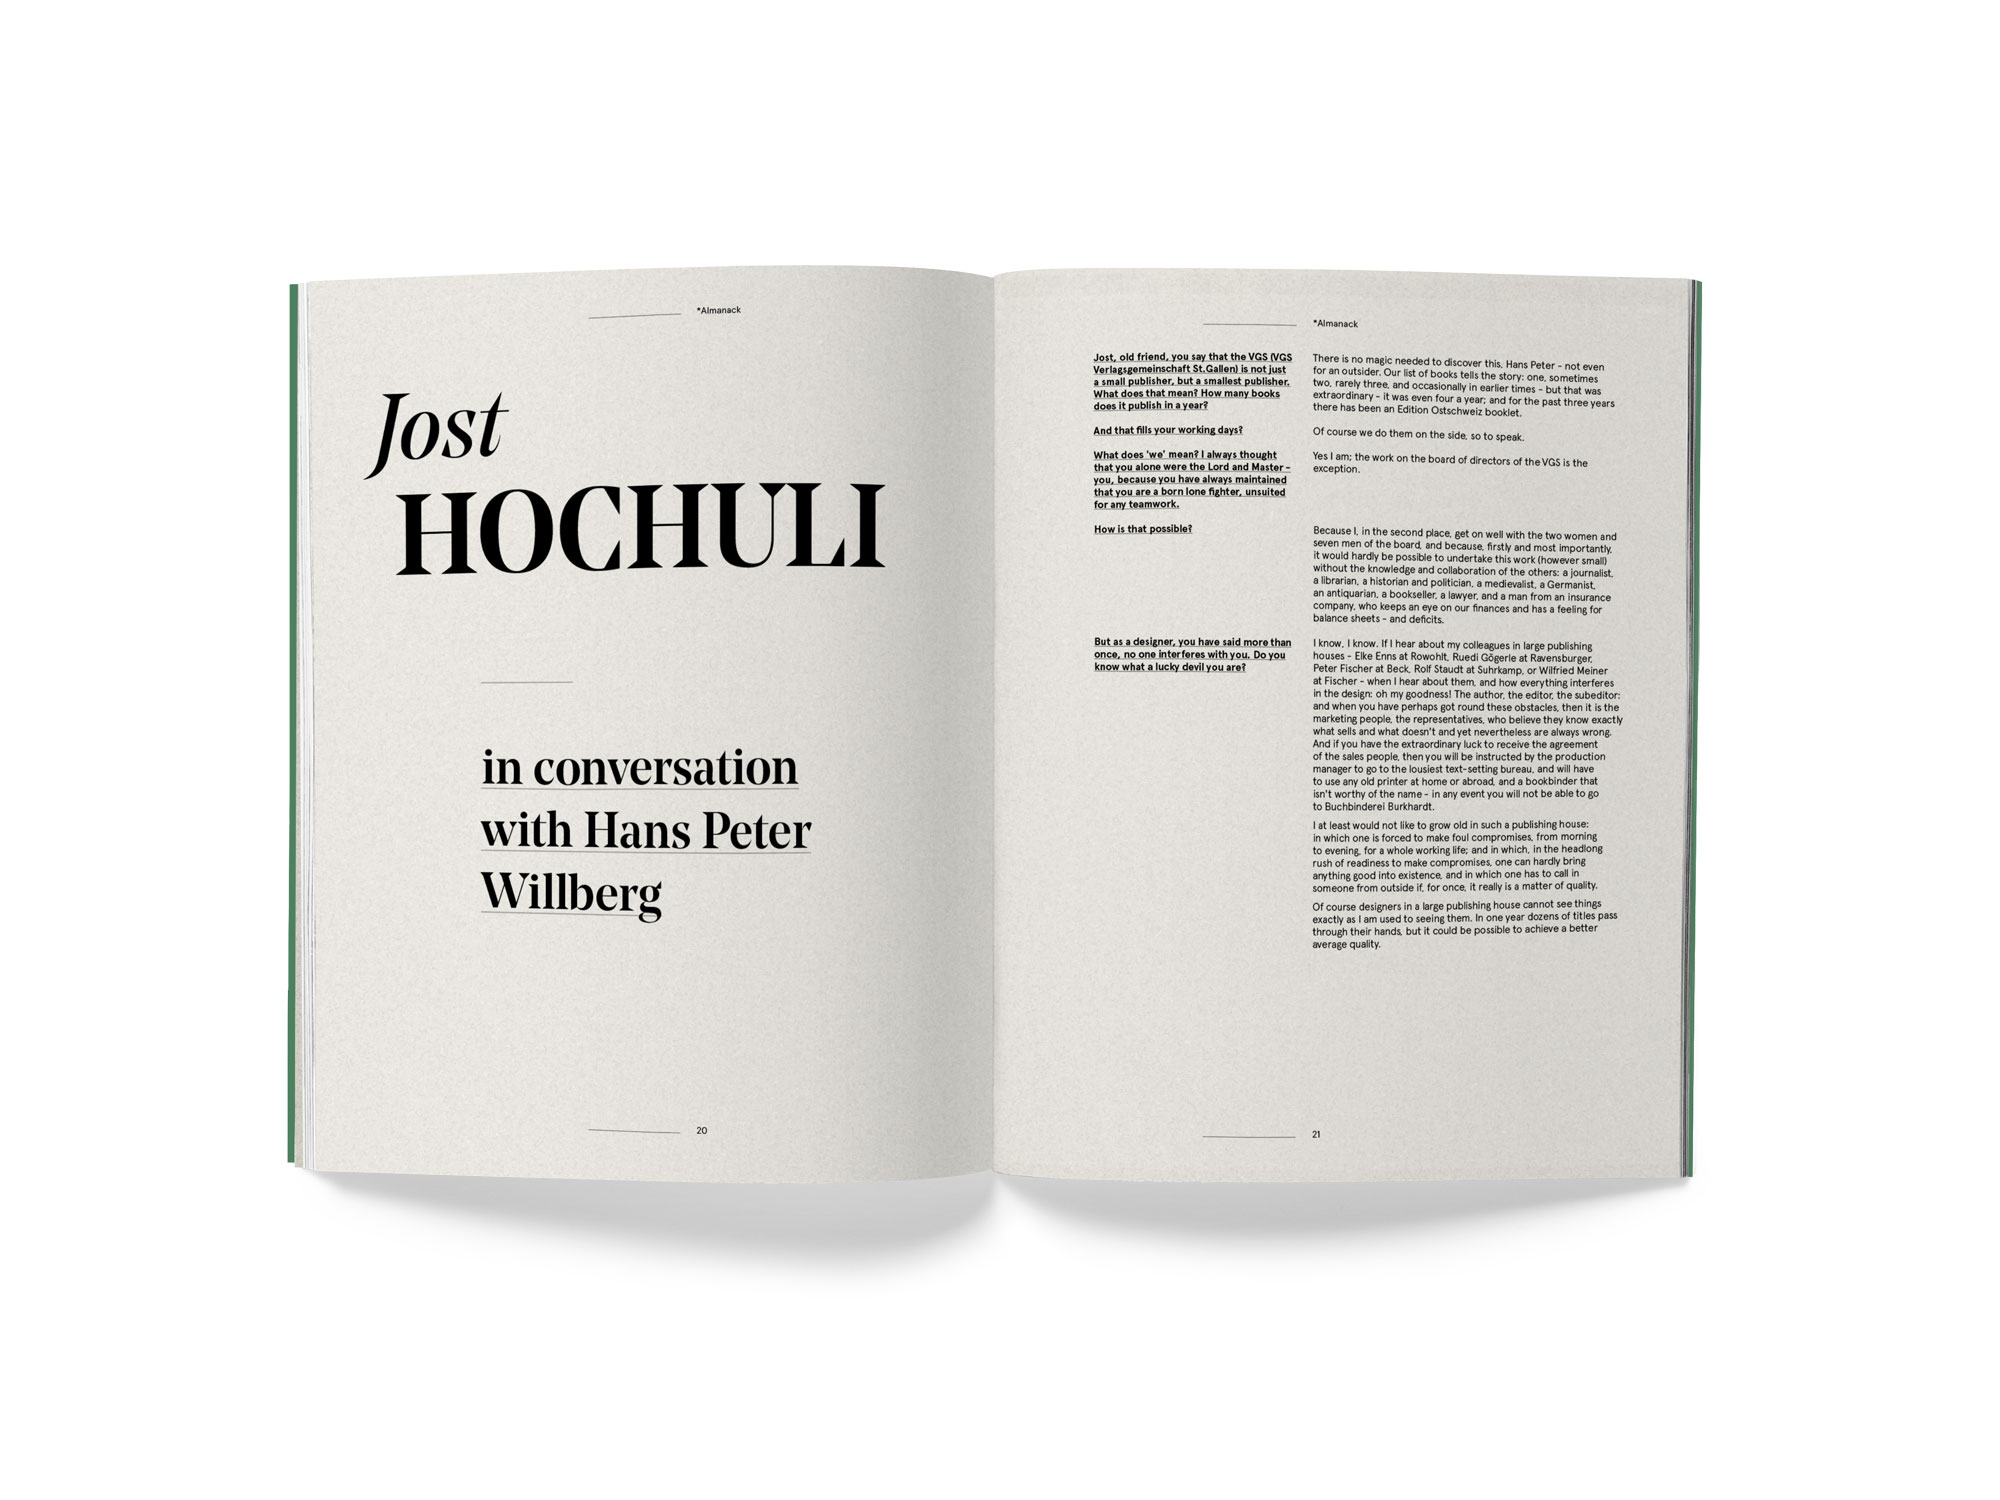 *Almanack
Jost
HOCHULI
in conversation
with Hans Peter
Willberg
20
*Almanack
Jost, old friend, you say that the VGS (VGS
Verlagsgemeinschaft St.Gallen) is not just
a small publisher, but a smallest publisher.
What does that mean? How many books
does it publish in a year?
There is no magic needed to discover this, Hans Peter - not even
for an outsider. Our list of books tells the story: one, sometimes
two, rarely three, and occasionally in earlier times - but that was
extraordinary - it was even four a year; and for the past three years
there has been an Edition Ostschweiz booklet.
And that fills your working days?
Of course we do them on the side, so to speak.
What does 'we' mean? I always thought
that you alone were the Lord and Master -
you, because you have always maintained
that you are a born lone fighter, unsuited
for any teamwork.
Yes I am; the work on the board of directors of the VGS is the
exception.
How is that possible?
Because I, in the second place, get on well with the two women and
seven men of the board, and because, firstly and most importantly,
it would hardly be possible to undertake this work (however small)
without the knowledge and collaboration of the others: a journalist,
a librarian, a historian and politician, a medievalist, a Germanist,
an antiquarian, a bookseller, a lawyer, and a man from an insurance
company, who keeps an eye on our finances and has a feeling for
balance sheets - and deficits.
But as a designer, you have said more than
once, no one interferes with you. Do you
know what a lucky devil you are?
I know, I know. If I hear about my colleagues in large publishing
houses - Elke Enns at Rowohlt, Ruedi Gögerle at Ravensburger,
Peter Fischer at Beck, Rolf Staudt at Suhrkamp, or Wilfried Meiner
at Fischer - when I hear about them, and how everything interferes
in the design: oh my goodness! The author, the editor, the subeditor:
and when you have perhaps got round these obstacles, then it is the
marketing people, the representatives, who believe they know exactly
what sells and what doesn't and yet nevertheless are always wrong.
And if you have the extraordinary luck to receive the agreement
of the sales people, then you will be instructed by the production
manager to go to the lousiest text-setting bureau, and will have
to use any old printer at home or abroad, and a bookbinder that
isn't worthy of the name - in any event you will not be able to go
to Buchbinderei Burkhardt.
I at least would not like to grow old in such a publishing house:
in which one is forced to make foul compromises, from morning
to evening, for a whole working life; and in which, in the headlong
rush of readiness to make compromises, one can hardly bring
anything good into existence, and in which one has to call in
someone from outside if, for once, it really is a matter of quality.
Of course designers in a large publishing house cannot see things
exactly as I am used to seeing them. In one year dozens of titles pass
through their hands, but it could be possible to achieve a better
average quality.
21